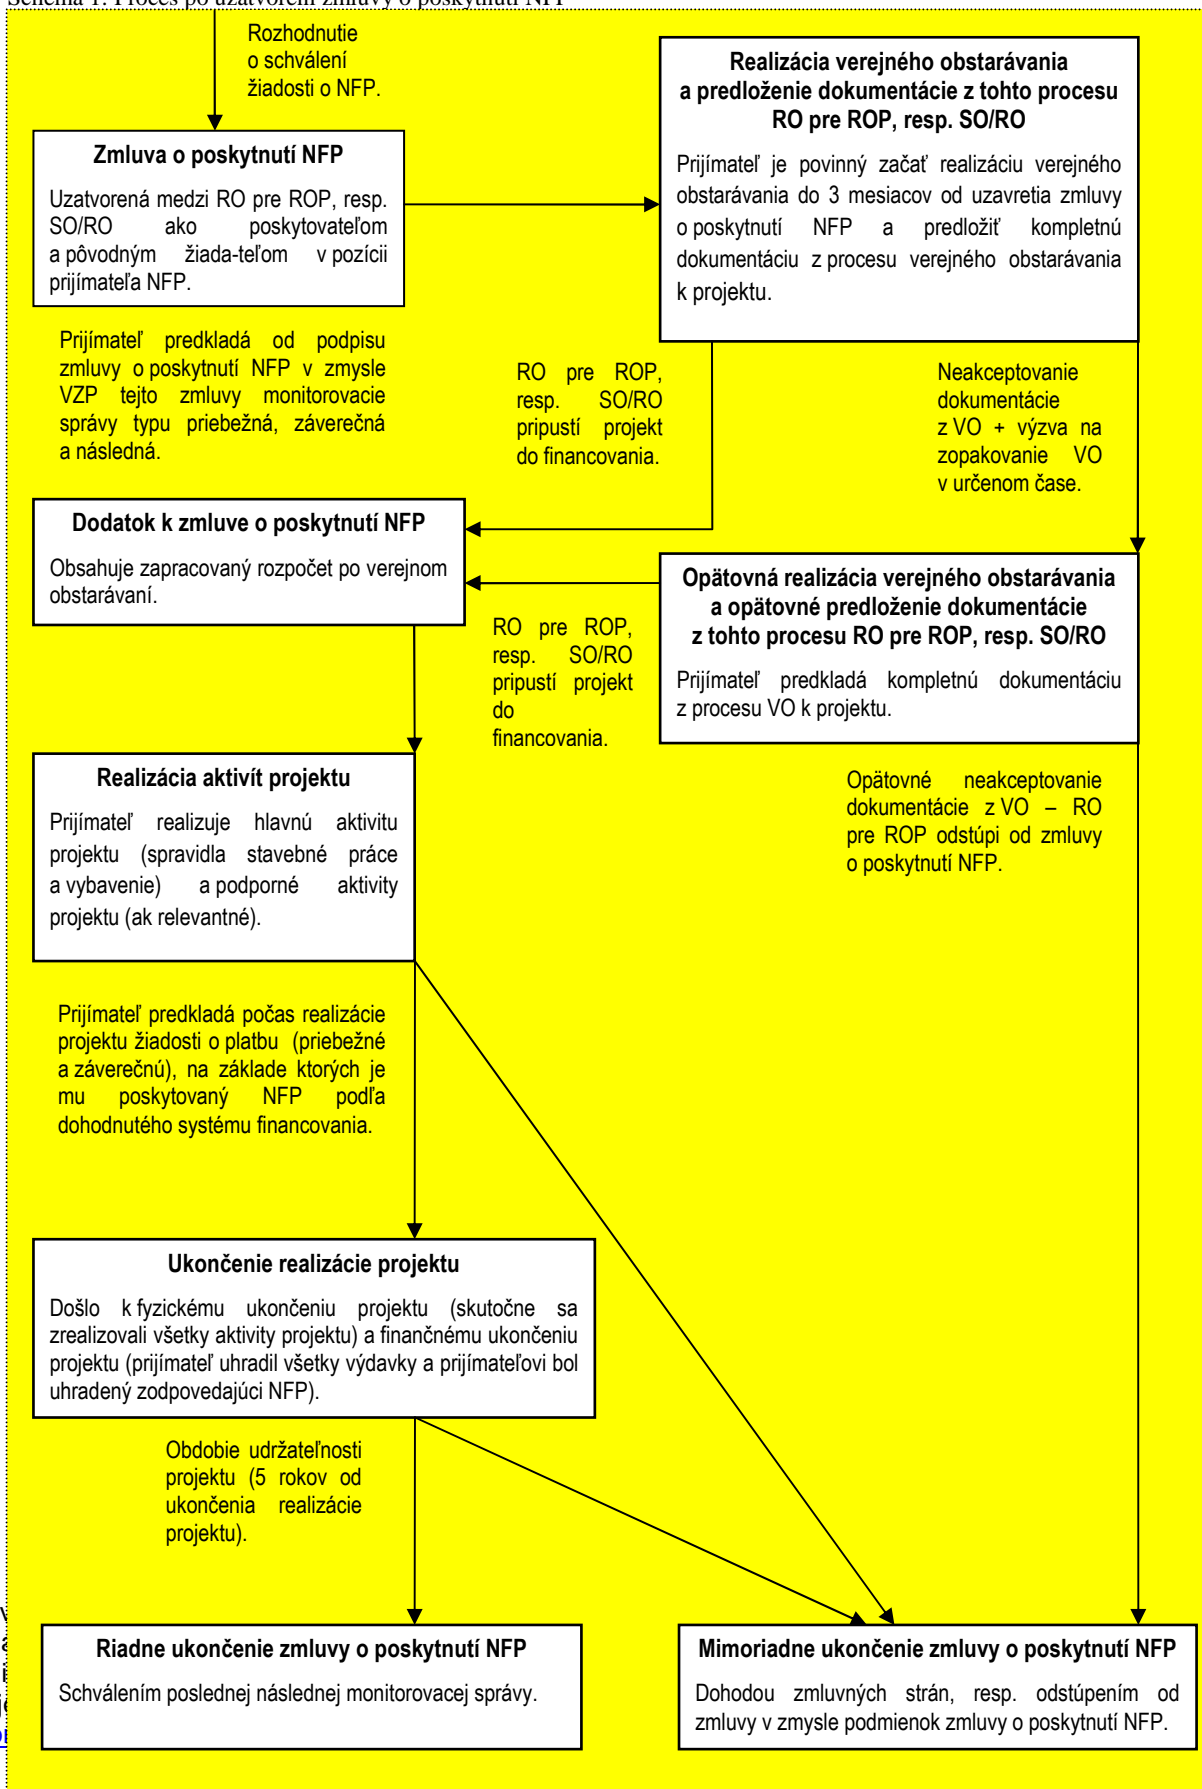 Schéma 1: Proces po uzatvorení zmluvy o poskytnutí NFP
Rozhodnutie
o schválení
žiadosti o NFP.
Zmluva o poskytnutí NFP
Uzatvorená medzi RO pre ROP, resp.
SO/RO ako poskytovateľom
a pôvodným žiada-teľom v pozícii
prijímateľa NFP.
Realizácia verejného obstarávania
a predloženie dokumentácie z tohto procesu
RO pre ROP, resp. SO/RO
Prijímateľ je povinný začať realizáciu verejného
obstarávania do 3 mesiacov od uzavretia zmluvy
o poskytnutí NFP a predložiť kompletnú
dokumentáciu z procesu verejného obstarávania
k projektu.
Prijímateľ predkladá od podpisu
zmluvy o poskytnutí NFP v zmysle
VZP tejto zmluvy monitorovacie
správy typu priebežná, záverečná
a následná.
RO pre ROP,
resp. SO/RO
pripustí projekt
do financovania.
Neakceptovanie
dokumentácie
z VO + výzva na
zopakovanie VO
v určenom čase.
Dodatok k zmluve o poskytnutí NFP
Obsahuje zapracovaný rozpočet po verejnom
obstarávaní.
Opätovná realizácia verejného obstarávania
a opätovné predloženie dokumentácie
z tohto procesu RO pre ROP, resp. SO/RO
Prijímateľ predkladá kompletnú dokumentáciu
z procesu VO k projektu.
RO pre ROP,
resp. SO/RO
pripustí projekt
do
financovania.
Realizácia aktivít projektu
Prijímateľ realizuje hlavnú aktivitu
projektu (spravidla stavebné práce
a vybavenie) a podporné aktivity
projektu (ak relevantné).
Opätovné neakceptovanie
dokumentácie z VO – RO
pre ROP odstúpi od zmluvy
o poskytnutí NFP.
Prijímateľ predkladá počas realizácie
projektu žiadosti o platbu (priebežné
a záverečnú), na základe ktorých je
mu poskytovaný NFP podľa
dohodnutého systému financovania.
Ukončenie realizácie projektu
Došlo k fyzickému ukončeniu projektu (skutočne sa
zrealizovali všetky aktivity projektu) a finančnému ukončeniu
projektu (prijímateľ uhradil všetky výdavky a prijímateľovi bol
uhradený zodpovedajúci NFP).
Obdobie udržateľnosti
projektu (5 rokov od
ukončenia realizácie
projektu).
Riadne ukončenie zmluvy o poskytnutí NFP
Schválením poslednej následnej monitorovacej správy.
Mimoriadne ukončenie zmluvy o poskytnutí NFP
Dohodou zmluvných strán, resp. odstúpením od
zmluvy v zmysle podmienok zmluvy o poskytnutí NFP.